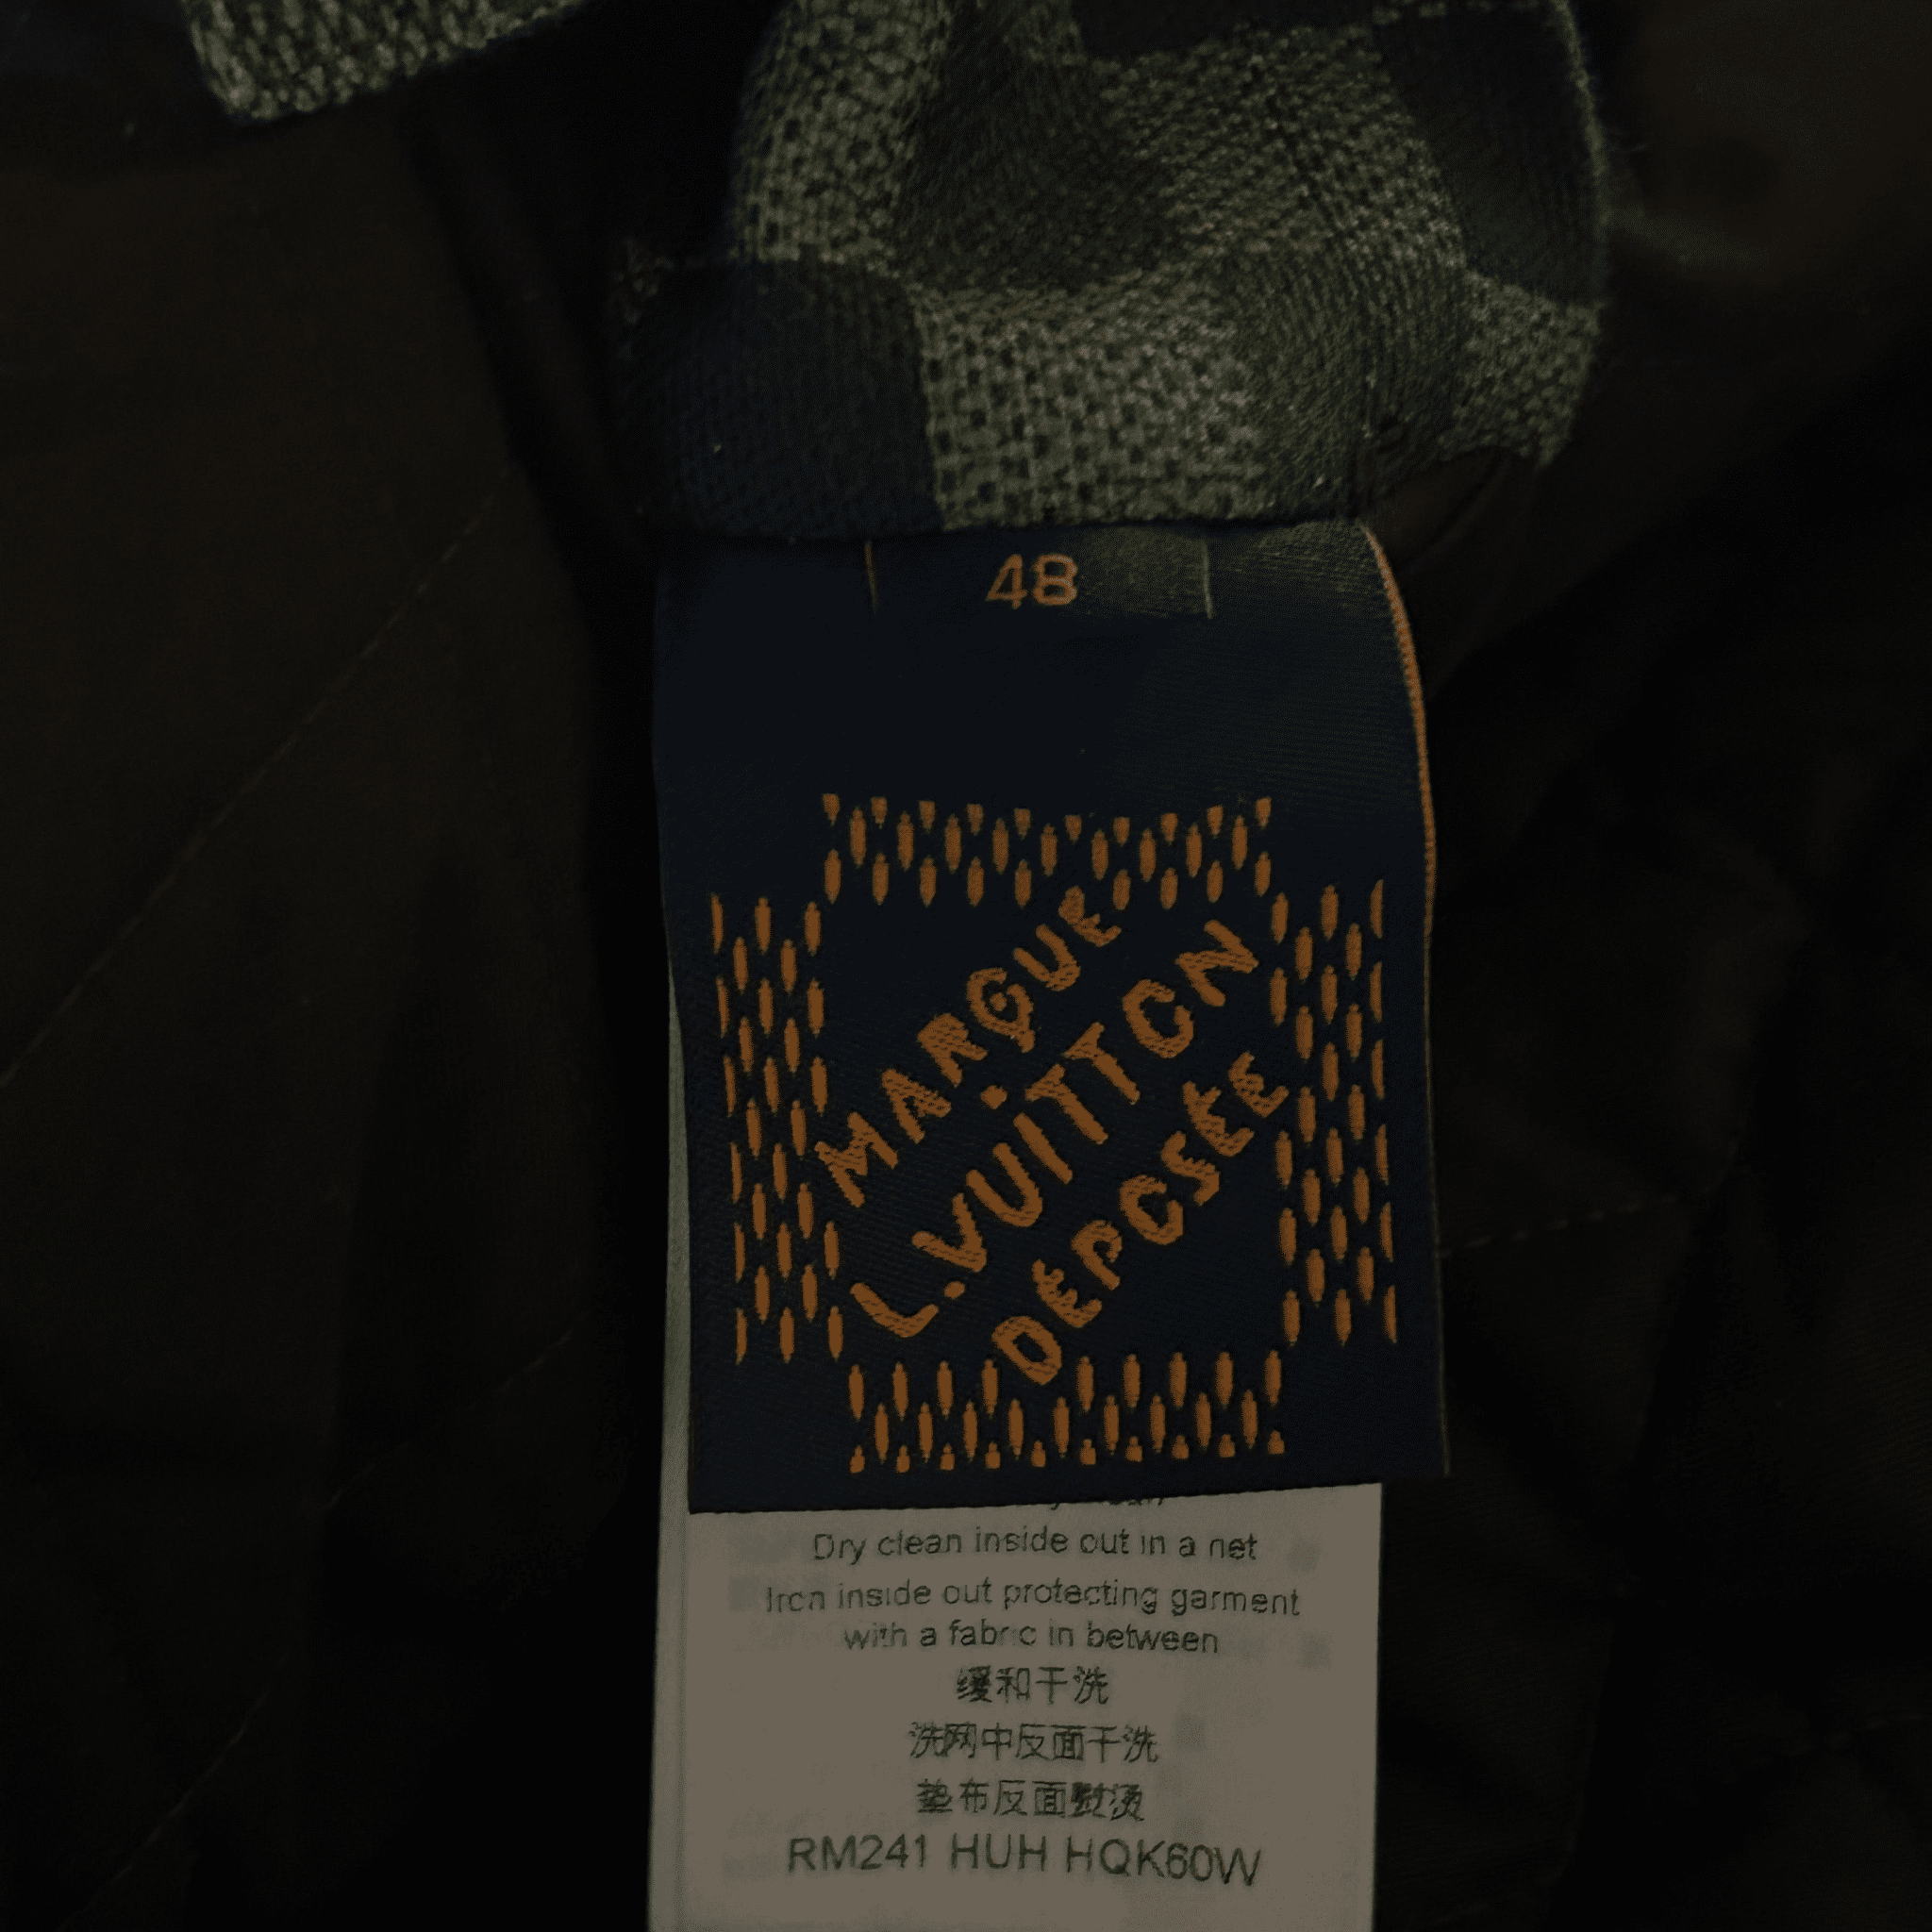 48
MARQUE
L.VUITTON
DÉPOSÉE
Dry clean inside out in a net
Iron inside out protecting garment
with a fabric in between
缓和干洗
洗网中反面干洗
垫布反面熨烫
RM241 HUH HQK60W